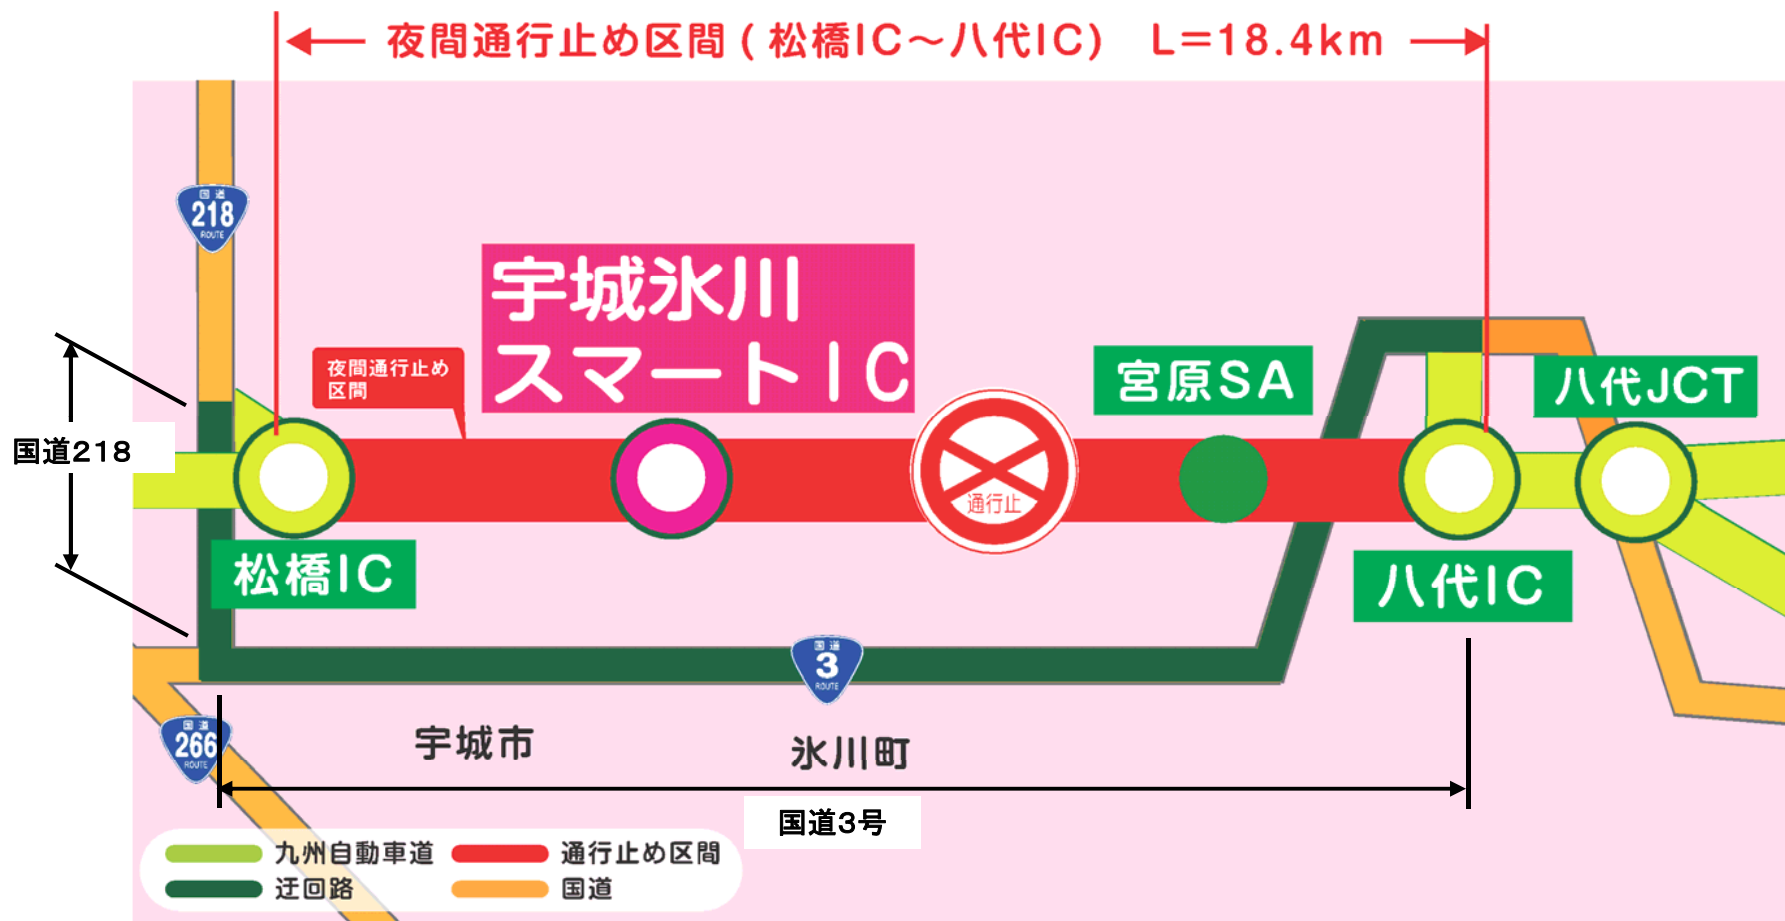 夜間通行止め区間 ( 松橋IC～八代IC)　L=18.4km
国道
218
ROUTE
宇城氷川
スマートIC
夜間通行止め
区間
宮原SA
八代JCT
国道218
通行止
松橋IC
八代IC
国道
3
ROUTE
国道
266
ROUTE
宇城市
氷川町
国道3号
九州自動車道
通行止め区間
迂回路
国道